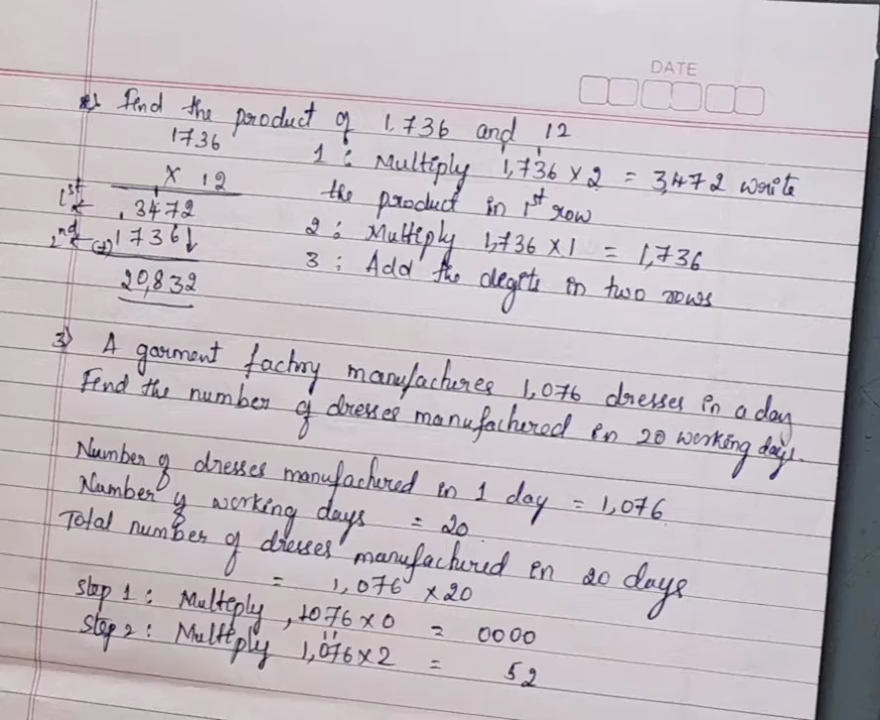 DATE
Find the product of 1,736 and 12
1736
x 12
1st 3472
2nd (+) 1736↓
20,832
1 : Multiply 1,736 x 2 = 3,472 write
the product in 1st row
2 : Multiply 1,736 x 1 = 1,736
3 : Add the degits in two rows
3) A garment factory manufactures 1,076 dresses in a day
Find the number of dresses manufactured in 20 working days.
Number of dresses manufactured in 1 day = 1,076
Number of working days = 20
Total number of dresses manufactured in 20 days
= 1,076 x 20
Step 1 : Multiply 1076 x 0 = 0000
Step 2 : Multiply 1,076 x 2 = 52